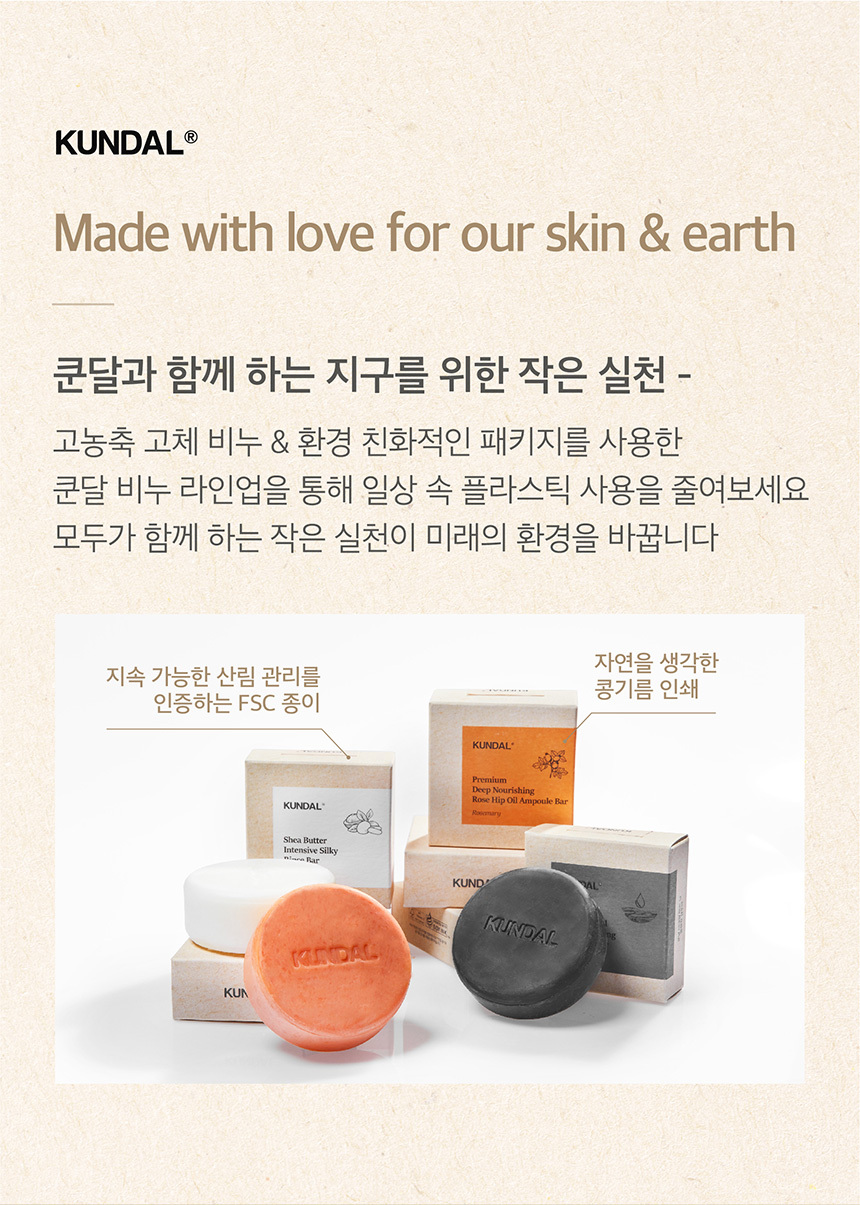 KUNDAL®
Made with love for our skin & earth
쿤달과 함께 하는 지구를 위한 작은 실천 -
고농축 고체 비누 & 환경 친화적인 패키지를 사용한
쿤달 비누 라인업을 통해 일상 속 플라스틱 사용을 줄여보세요
모두가 함께 하는 작은 실천이 미래의 환경을 바꿉니다
지속 가능한 산림 관리를
인증하는 FSC 종이
자연을 생각한
콩기름 인쇄
KUNDAL®
Premium
Deep Nourishing
Rose Hip Oil Ampoule Bar
Rosemary
KUNDAL®
Shea Butter
Intensive Silky
Rinse Bar
KUNDAL
KUNDAL